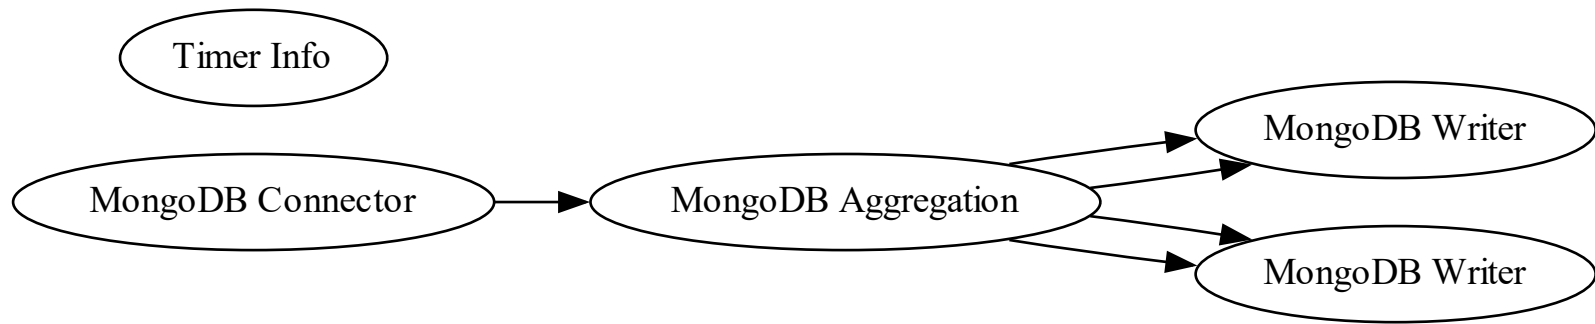 Timer Info
MongoDB Connector
MongoDB Aggregation
MongoDB Writer
MongoDB Writer